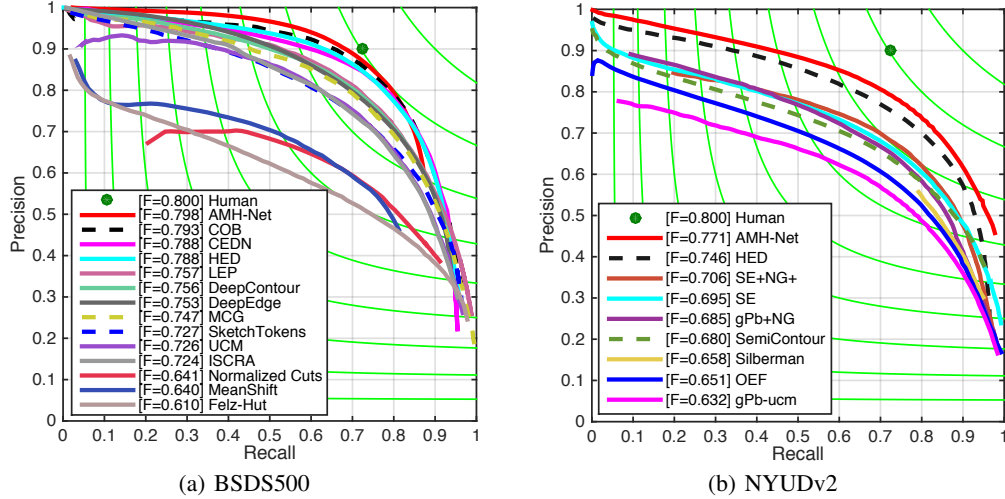 1
0.9
0.8
0.7
0.6
0.5
0.4
0.3
0.2
0.1
0
Precision
[F=0.800] Human
[F=0.798] AMH-Net
[F=0.793] COB
[F=0.788] CEDN
[F=0.788] HED
[F=0.757] LEP
[F=0.756] DeepContour
[F=0.753] DeepEdge
[F=0.747] MCG
[F=0.727] SketchTokens
[F=0.726] UCM
[F=0.724] ISCRA
[F=0.641] Normalized Cuts
[F=0.640] MeanShift
[F=0.610] Felz-Hut
0 0.1 0.2 0.3 0.4 0.5 0.6 0.7 0.8 0.9 1
Recall
(a) BSDS500
1
0.9
0.8
0.7
0.6
0.5
0.4
0.3
0.2
0.1
0
Precision
[F=0.800] Human
[F=0.771] AMH-Net
[F=0.746] HED
[F=0.706] SE+NG+
[F=0.695] SE
[F=0.685] gPb+NG
[F=0.680] SemiContour
[F=0.658] Silberman
[F=0.651] OEF
[F=0.632] gPb-ucm
0 0.1 0.2 0.3 0.4 0.5 0.6 0.7 0.8 0.9 1
Recall
(b) NYUDv2